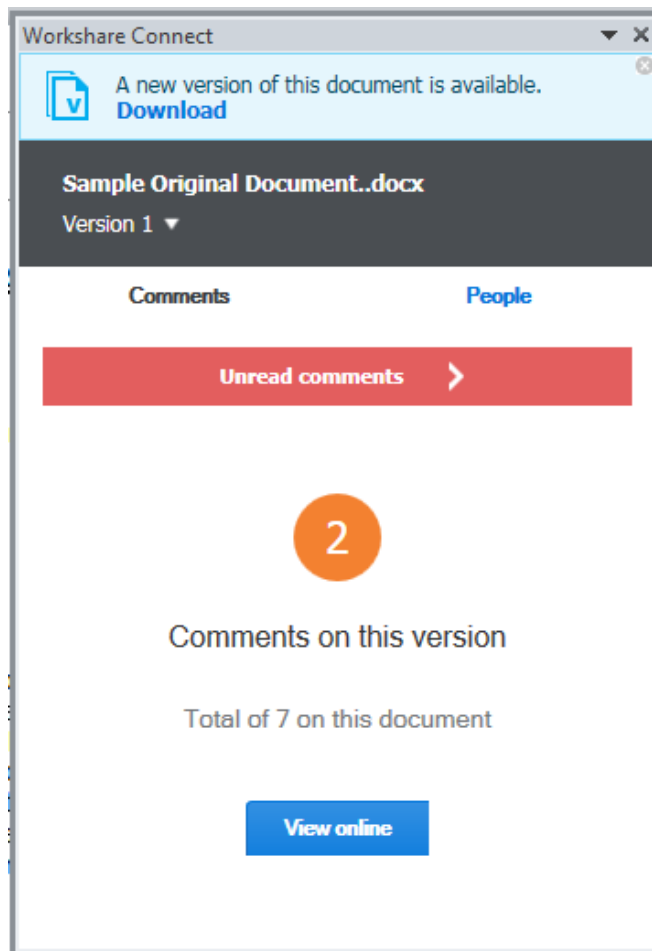 Workshare Connect
A new version of this document is available.
Download
Sample Original Document..docx
Version 1
Comments People
Unread comments
2
Comments on this version
Total of 7 on this document
View online